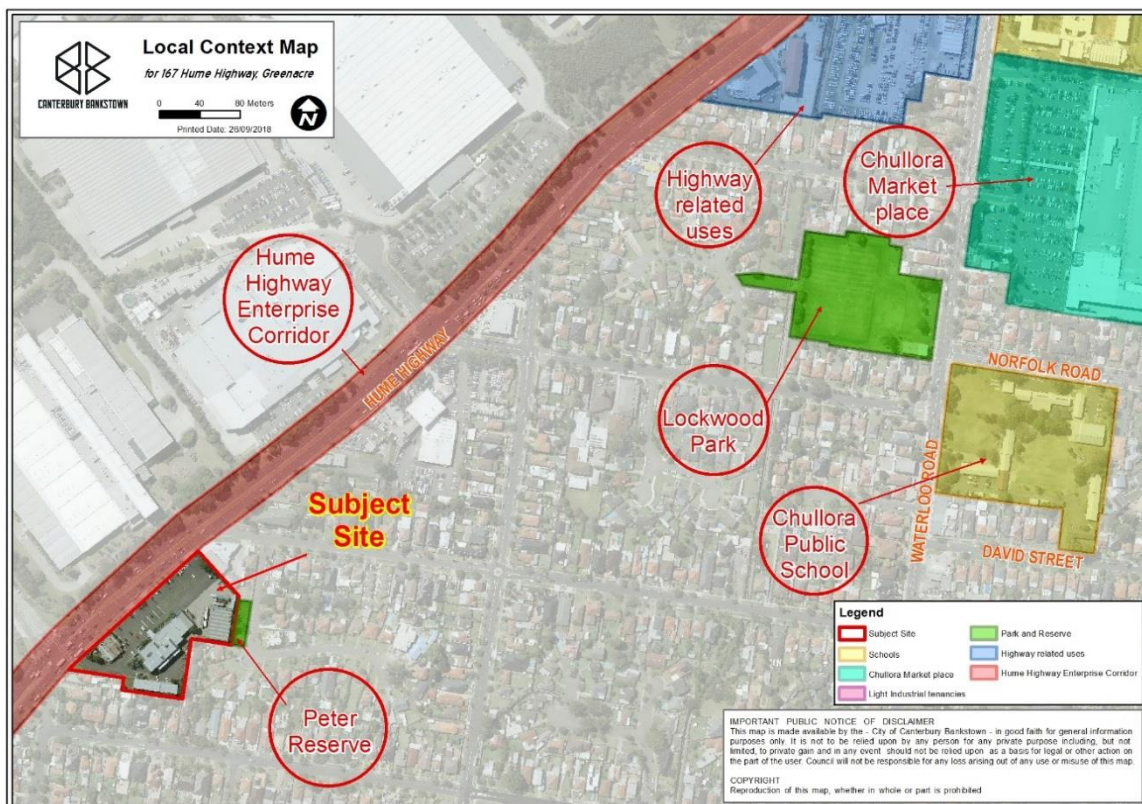 Local Context Map
for 167 Hume Highway, Greenacre
CANTERBURY BANKSTOWN
0 40 80 Meters
N
Printed Date: 26/09/2018
Highway
related
uses
Chullora
Market
place
Hume
Highway
Enterprise
Corridor
HUME HIGHWAY
Lockwood
Park
NORFOLK ROAD
WATERLOO ROAD
Chullora
Public
School
DAVID STREET
Subject
Site
Peter
Reserve
Legend
Subject Site
Park and Reserve
Schools
Highway related uses
Chullora Market place
Hume Highway Enterprise Corridor
Light Industrial tenancies
IMPORTANT PUBLIC NOTICE OF DISCLAIMER
This map is made available by the - City of Canterbury Bankstown - in good faith for general information
purposes only. It is not to be relied upon by any person for any private purpose including, but not
limited, to private gain and in any event should not be relied upon as a basis for legal or other action on
the part of the user. Council will not be responsible for any loss arising out of any use or misuse of this map.
COPYRIGHT
Reproduction of this map, whether in whole or part is prohibited